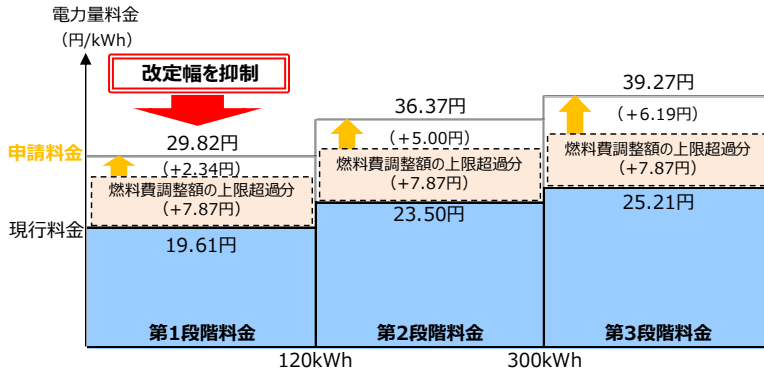 電力量料金
（円/kWh）
改定幅を抑制
39.27円
（+6.19円）
36.37円
（+5.00円）
29.82円
（+2.34円）
申請料金
燃料費調整額の上限超過分
（+7.87円）
燃料費調整額の上限超過分
（+7.87円）
燃料費調整額の上限超過分
（+7.87円）
現行料金
19.61円
23.50円
25.21円
第1段階料金
第2段階料金
第3段階料金
120kWh
300kWh